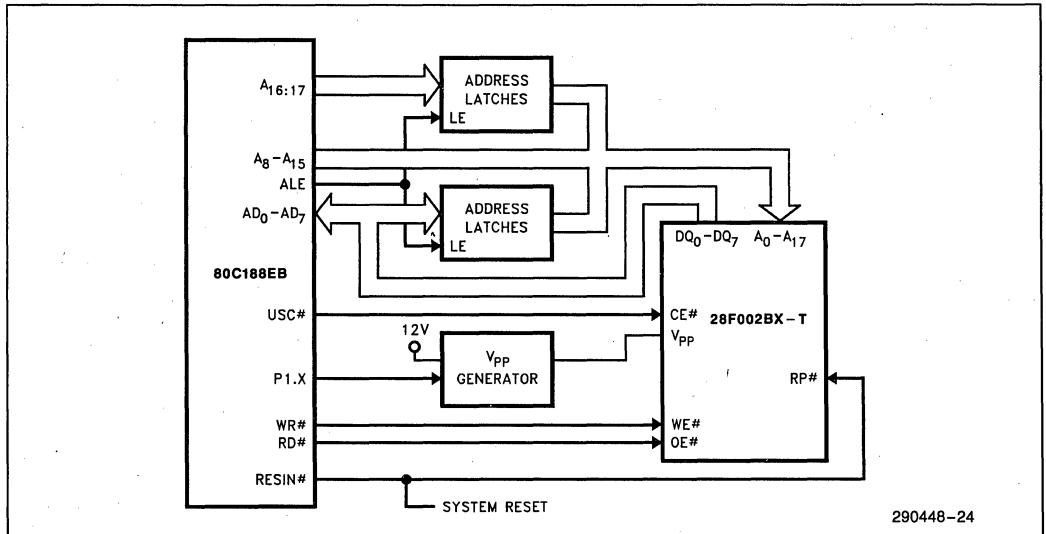 A16:17
ADDRESS
LATCHES
LE
A8-A15
ALE
AD0-AD7
ADDRESS
LATCHES
LE
DQ0-DQ7 A0-A17
80C188EB
USC#
CE#
28F002BX-T
12V
VPP
VPP
GENERATOR
P1.X
RP#
WR#
WE#
RD#
OE#
RESIN#
SYSTEM RESET
290448-24